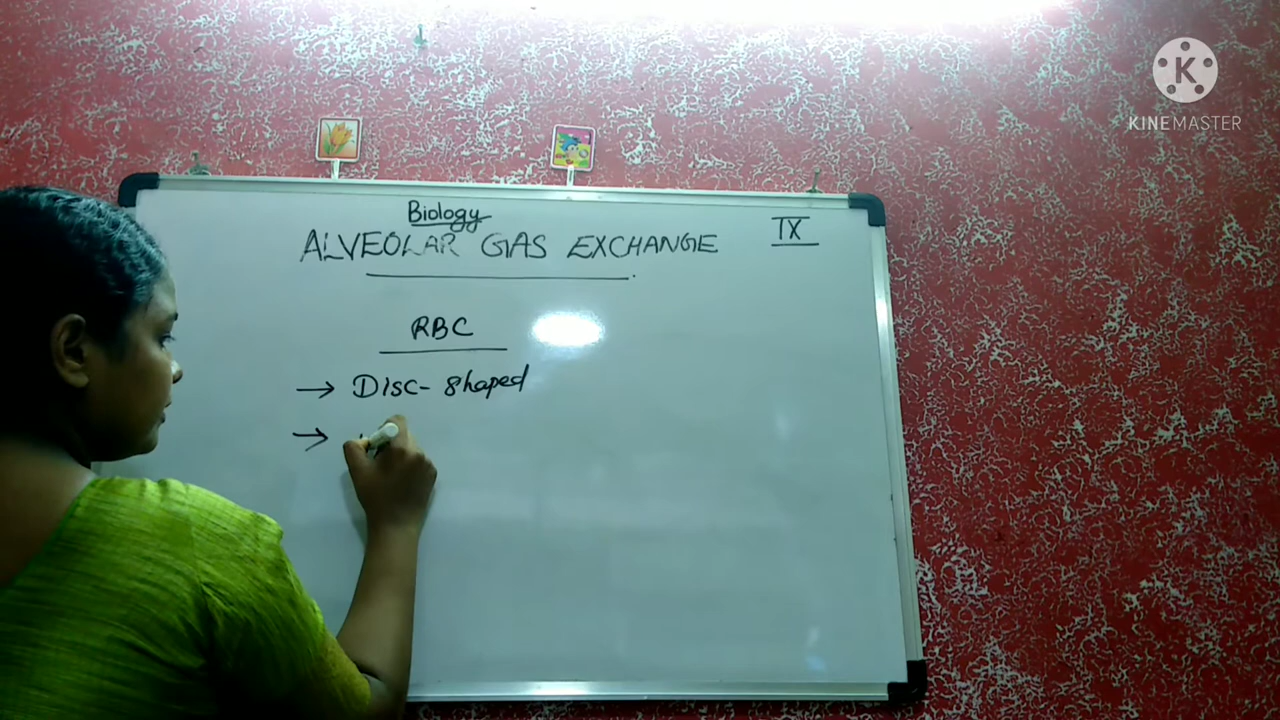 K
KINEMASTER
Biology
IX
ALVEOLAR GAS EXCHANGE
RBC
→ Disc-shaped
→